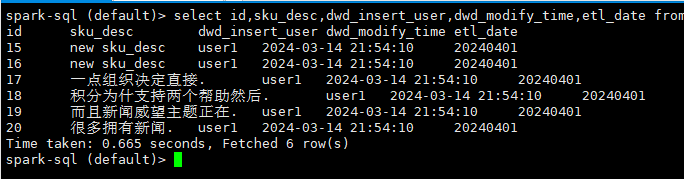 spark-sql (default)> select id,sku_desc,dwd_insert_user,dwd_modify_time,etl_date from
id sku_desc dwd_insert_user dwd_modify_time etl_date
15 new sku_desc user1 2024-03-14 21:54:10 20240401
16 new sku_desc user1 2024-03-14 21:54:10 20240401
17 一点组织决定直接. user1 2024-03-14 21:54:10 20240401
18 积分为什支持两个帮助然后. user1 2024-03-14 21:54:10 20240401
19 而且新闻威望主题正在. user1 2024-03-14 21:54:10 20240401
20 很多拥有新闻. user1 2024-03-14 21:54:10 20240401
Time taken: 0.665 seconds, Fetched 6 row(s)
spark-sql (default)>